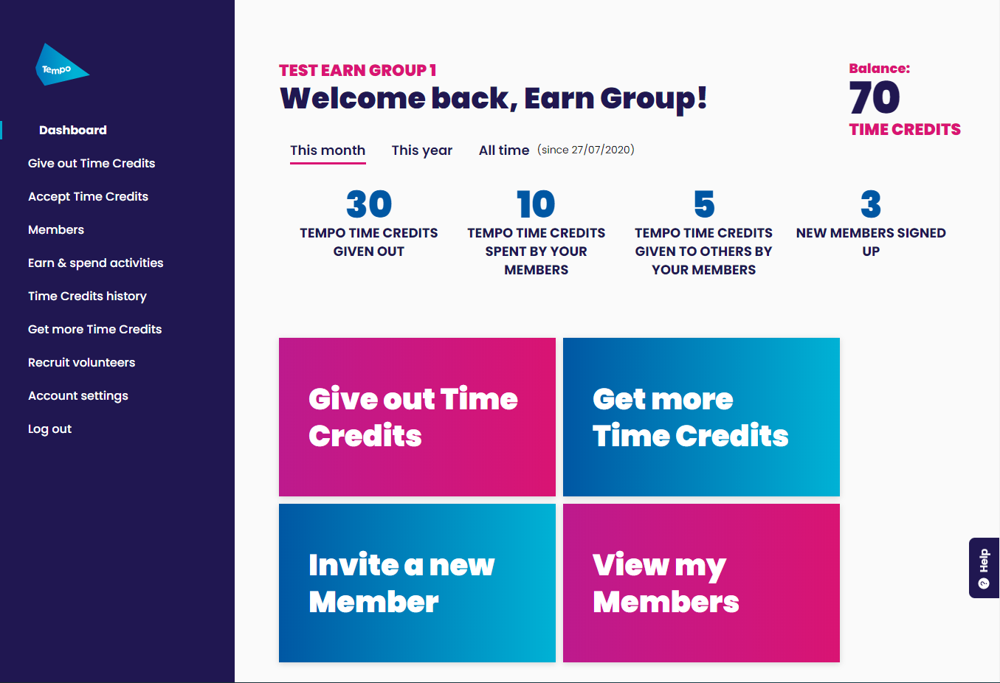 Tempo
Dashboard
Give out Time Credits
Accept Time Credits
Members
Earn & spend activities
Time Credits history
Get more Time Credits
Recruit volunteers
Account settings
Log out
TEST EARN GROUP 1
Welcome back, Earn Group!
Balance:
70
TIME CREDITS
This month
This year
All time (since 27/07/2020)
30
TEMPO TIME CREDITS
GIVEN OUT
10
TEMPO TIME CREDITS
SPENT BY YOUR
MEMBERS
5
TEMPO TIME CREDITS
GIVEN TO OTHERS BY
YOUR MEMBERS
3
NEW MEMBERS SIGNED
UP
Give out Time
Credits
Get more
Time Credits
Invite a new
Member
View my
Members
? Help